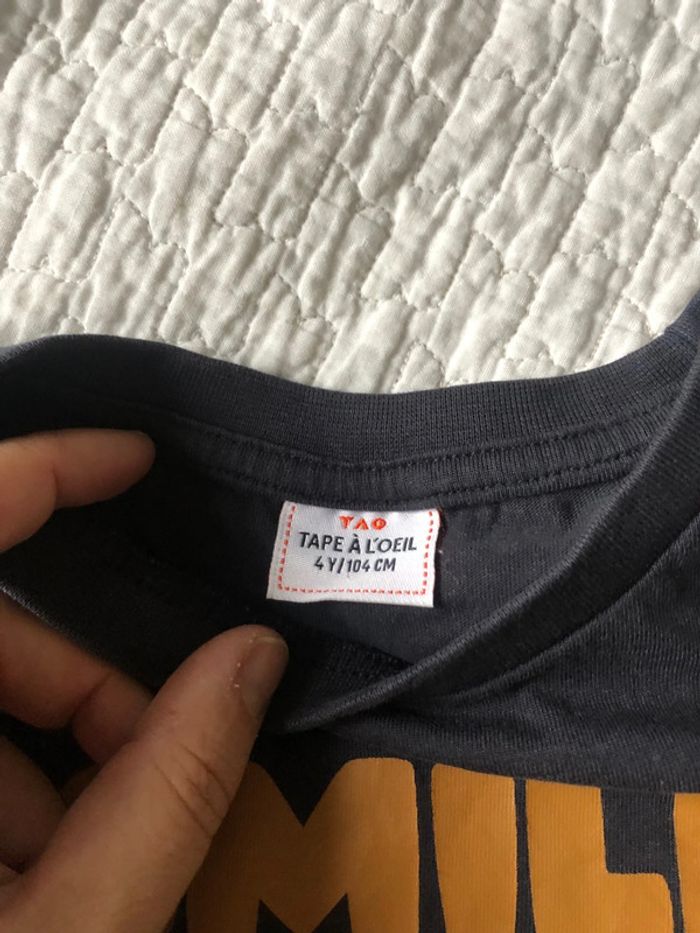 TAO
TAPE À L'OEIL
4 Y/104 CM